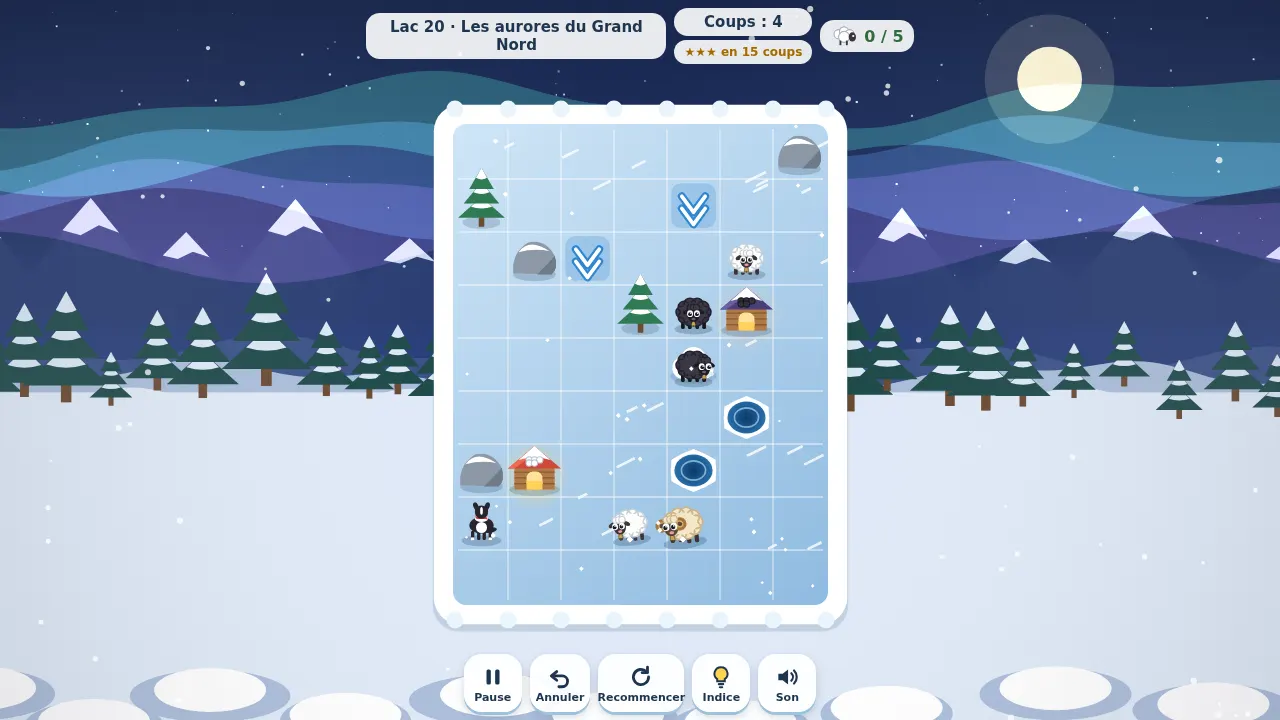 Lac 20 · Les aurores du Grand
Nord
Coups : 4
★★★ en 15 coups
0 / 5
Pause
Annuler
Recommencer
Indice
Son